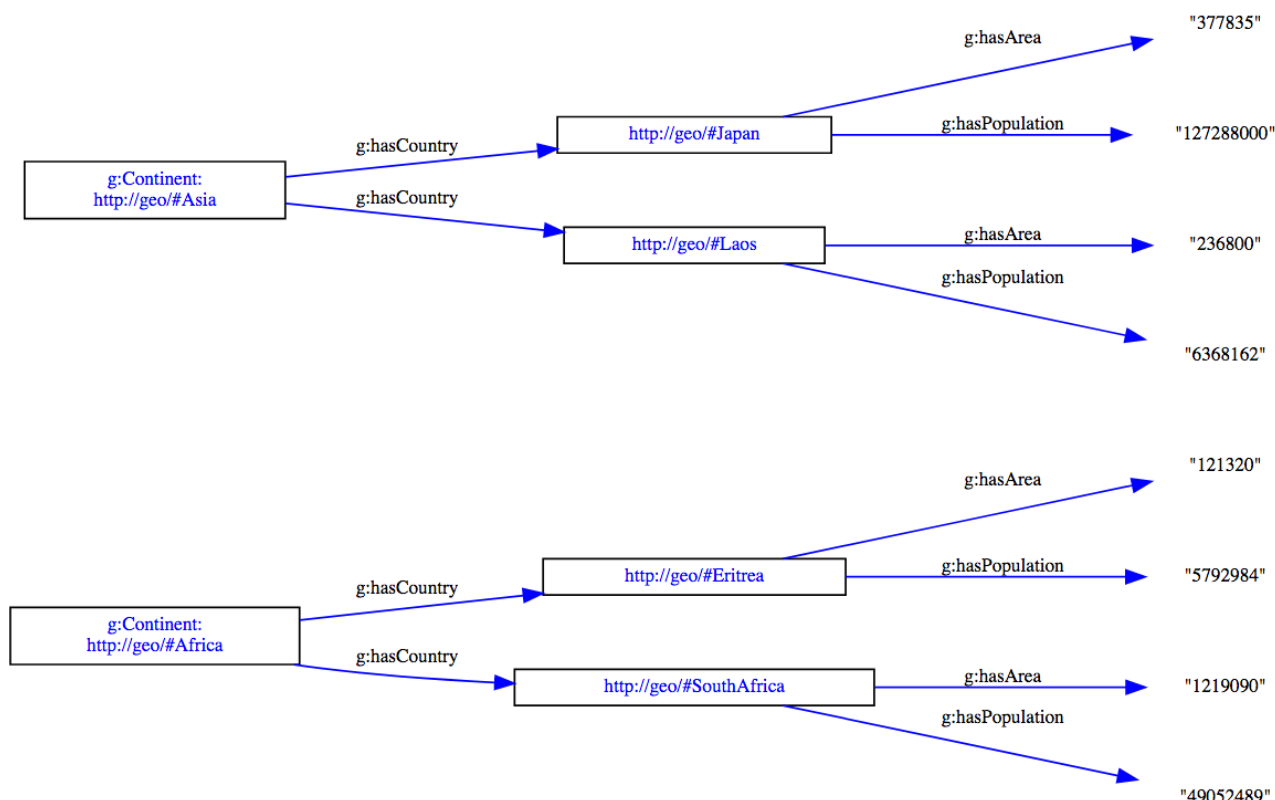 "377835"
g:hasArea
http://geo/#Japan
g:hasPopulation
"127288000"
g:hasCountry
g:Continent:
http://geo/#Asia
g:hasCountry
http://geo/#Laos
g:hasArea
"236800"
g:hasPopulation
"6368162"
"121320"
g:hasArea
http://geo/#Eritrea
g:hasPopulation
"5792984"
g:hasCountry
g:Continent:
http://geo/#Africa
g:hasCountry
http://geo/#SouthAfrica
g:hasArea
"1219090"
g:hasPopulation
"49052489"